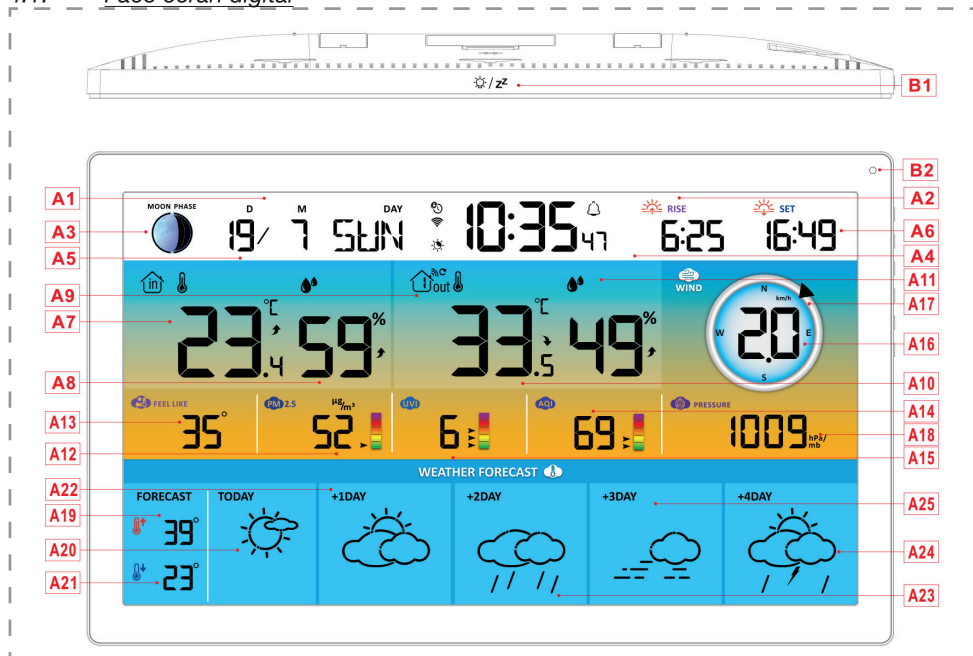 4.1. Face écran digital
☼/zᶻ B1
B2
A1 A2
MOON PHASE D M DAY RISE SET
A3 19/ 7 SUN 10:35 47 6:25 16:49 A6
A5 A4
in out WIND N A11
A9 km/h A17
A7 23.4 °C 59% 33.5 °C 49% W 2.0 E A16
S
A8 A10
FEEL LIKE PM 2.5 µg/m³ UVI AQI PRESSURE
A13 35° 52 6 69 1009 hPa/mb A14
A18
A12 A15
WEATHER FORECAST
A22
FORECAST TODAY +1DAY +2DAY +3DAY +4DAY A25
A19 39°
A20 A24
A21 23°
A23